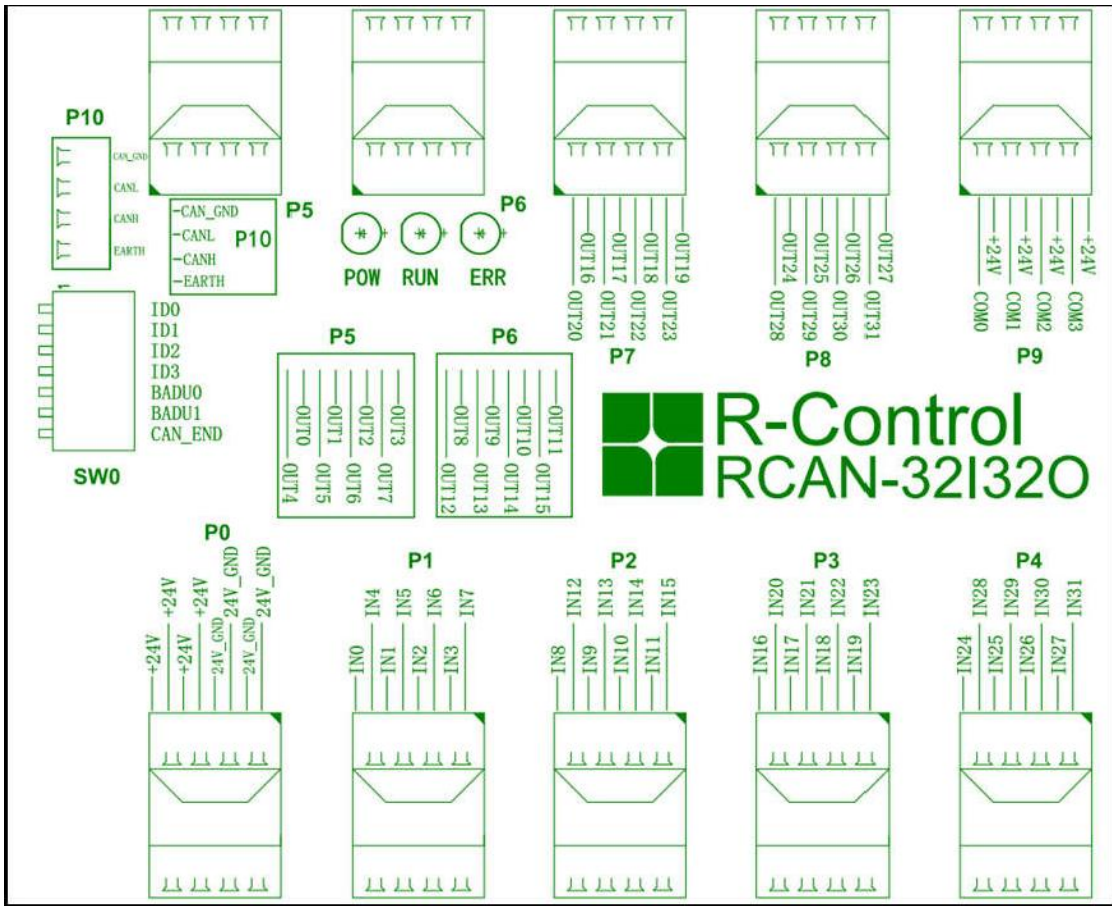 P10
CAN_GND
CANL
CANH
EARTH
-CAN_GND
-CANL
-CANH
-EARTH
P10
P5
P6
POW RUN ERR
1
ID0
ID1
ID2
ID3
BADU0
BADU1
CAN_END
SW0
OUT16 OUT17 OUT18 OUT19
OUT20 OUT21 OUT22 OUT23
P7
OUT24 OUT25 OUT26 OUT27
OUT28 OUT29 OUT30 OUT31
P8
+24V +24V +24V +24V
COM0 COM1 COM2 COM3
P9
P5
OUT0 OUT1 OUT2 OUT3
OUT4 OUT5 OUT6 OUT7
P6
OUT8 OUT9 OUT10 OUT11
OUT12 OUT13 OUT14 OUT15
R-Control
RCAN-32I32O
P0
+24V +24V 24V_GND 24V_GND
+24V +24V 24V_GND 24V_GND
P1
IN4 IN5 IN6 IN7
IN0 IN1 IN2 IN3
P2
IN12 IN13 IN14 IN15
IN8 IN9 IN10 IN11
P3
IN20 IN21 IN22 IN23
IN16 IN17 IN18 IN19
P4
IN28 IN29 IN30 IN31
IN24 IN25 IN26 IN27